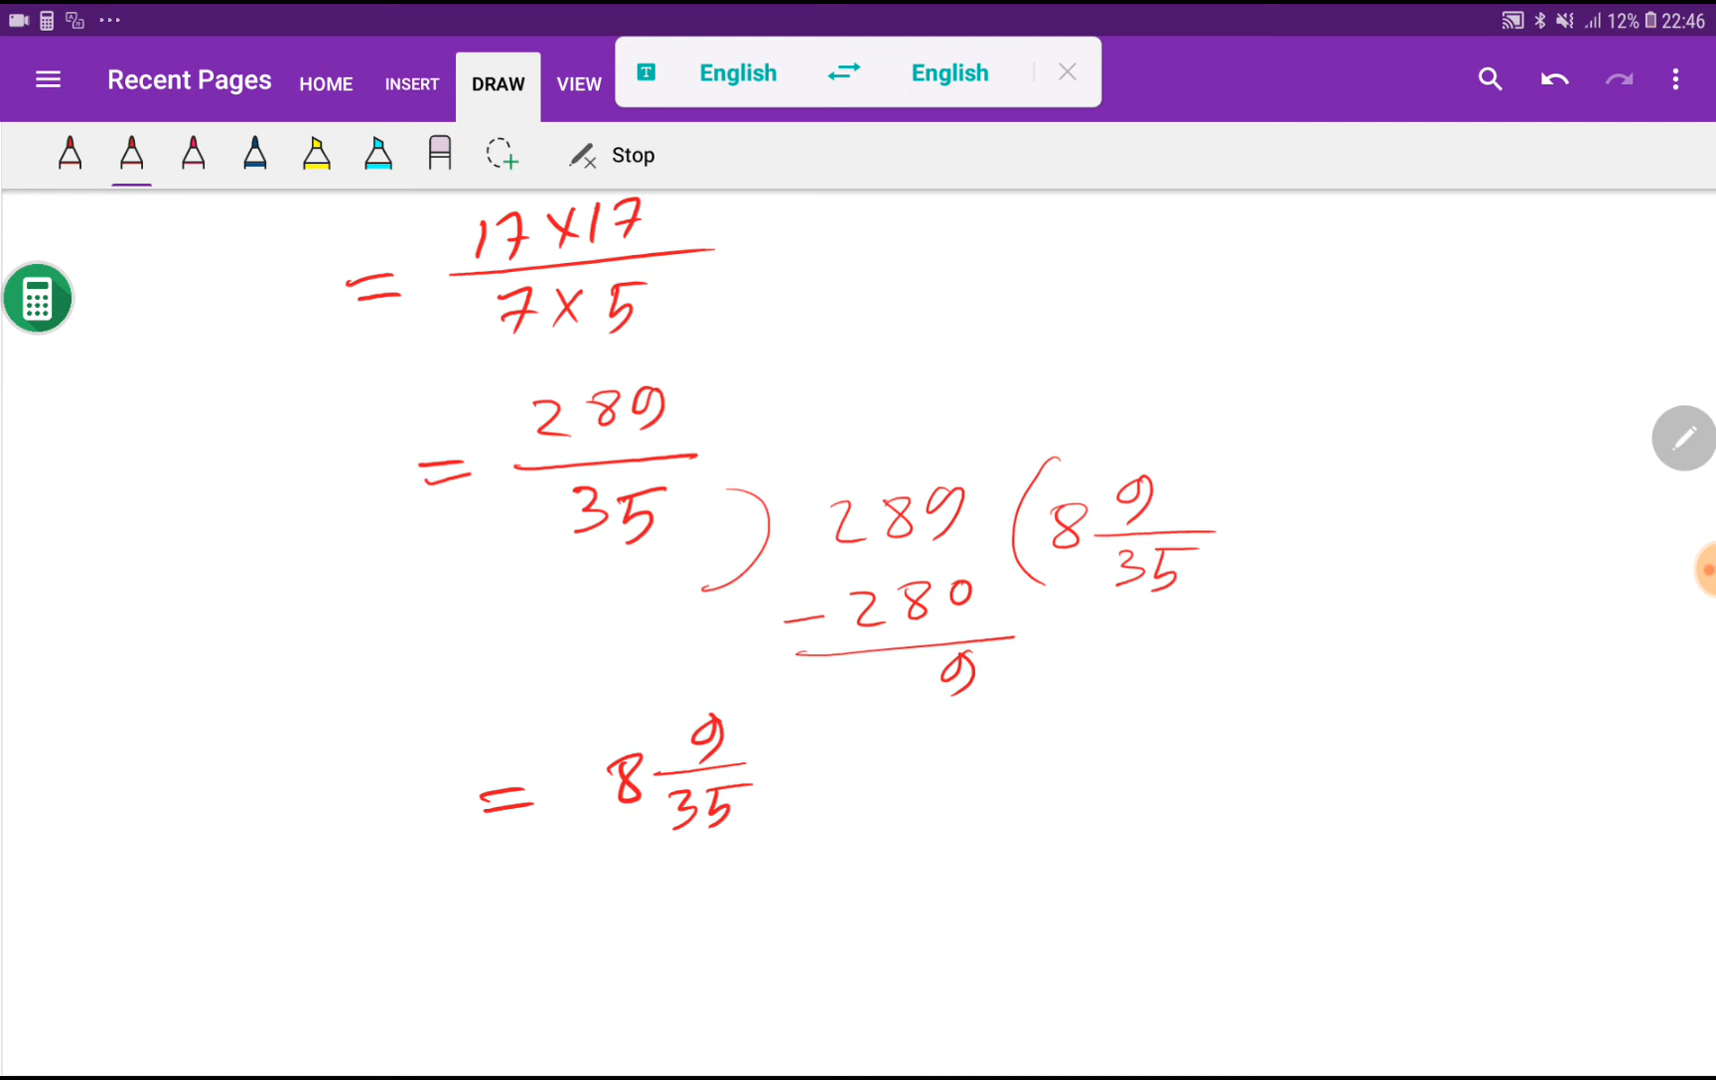 12% 22:46
Recent Pages HOME INSERT DRAW VIEW English English
Stop
= 17×17 / 7×5
= 289 / 35 ) 289 ( 8 9/35
- 280
9
= 8 9/35